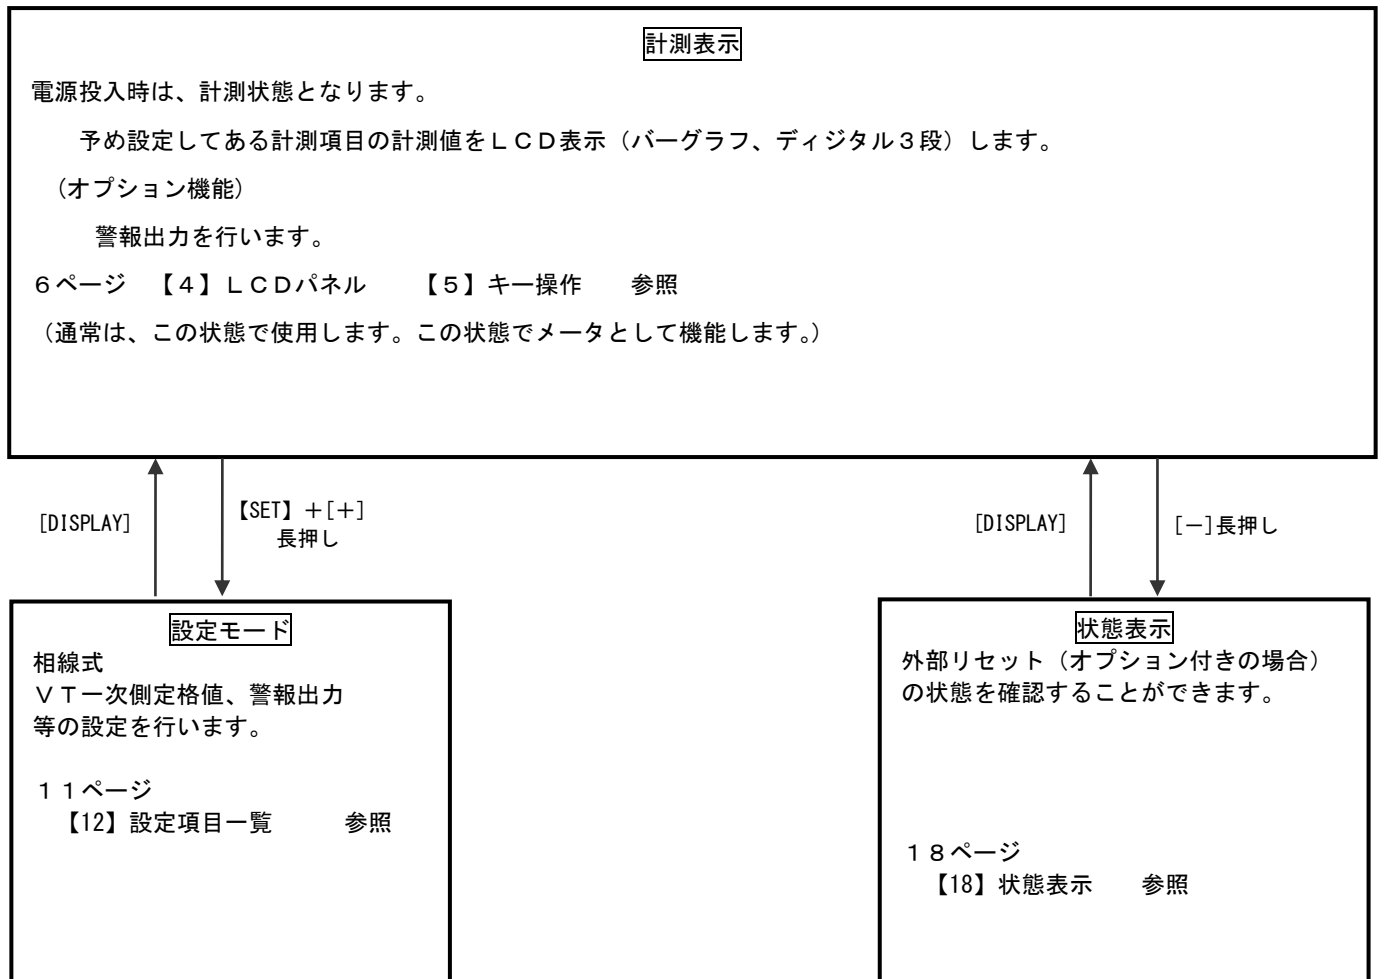 計測表示
電源投入時は、計測状態となります。
予め設定してある計測項目の計測値をLCD表示（バーグラフ、ディジタル３段）します。
(オプション機能)
警報出力を行います。
６ページ　【４】ＬＣＤパネル　　【５】キー操作　　参照
（通常は、この状態で使用します。この状態でメータとして機能します。）
[DISPLAY]
【SET】＋[＋]
長押し
[DISPLAY]
[－]長押し
設定モード
相線式
ＶＴ一次側定格値、警報出力
等の設定を行います。
１１ページ
【12】設定項目一覧　　　参照
状態表示
外部リセット（オプション付きの場合）
の状態を確認することができます。
１８ページ
【18】状態表示　　参照